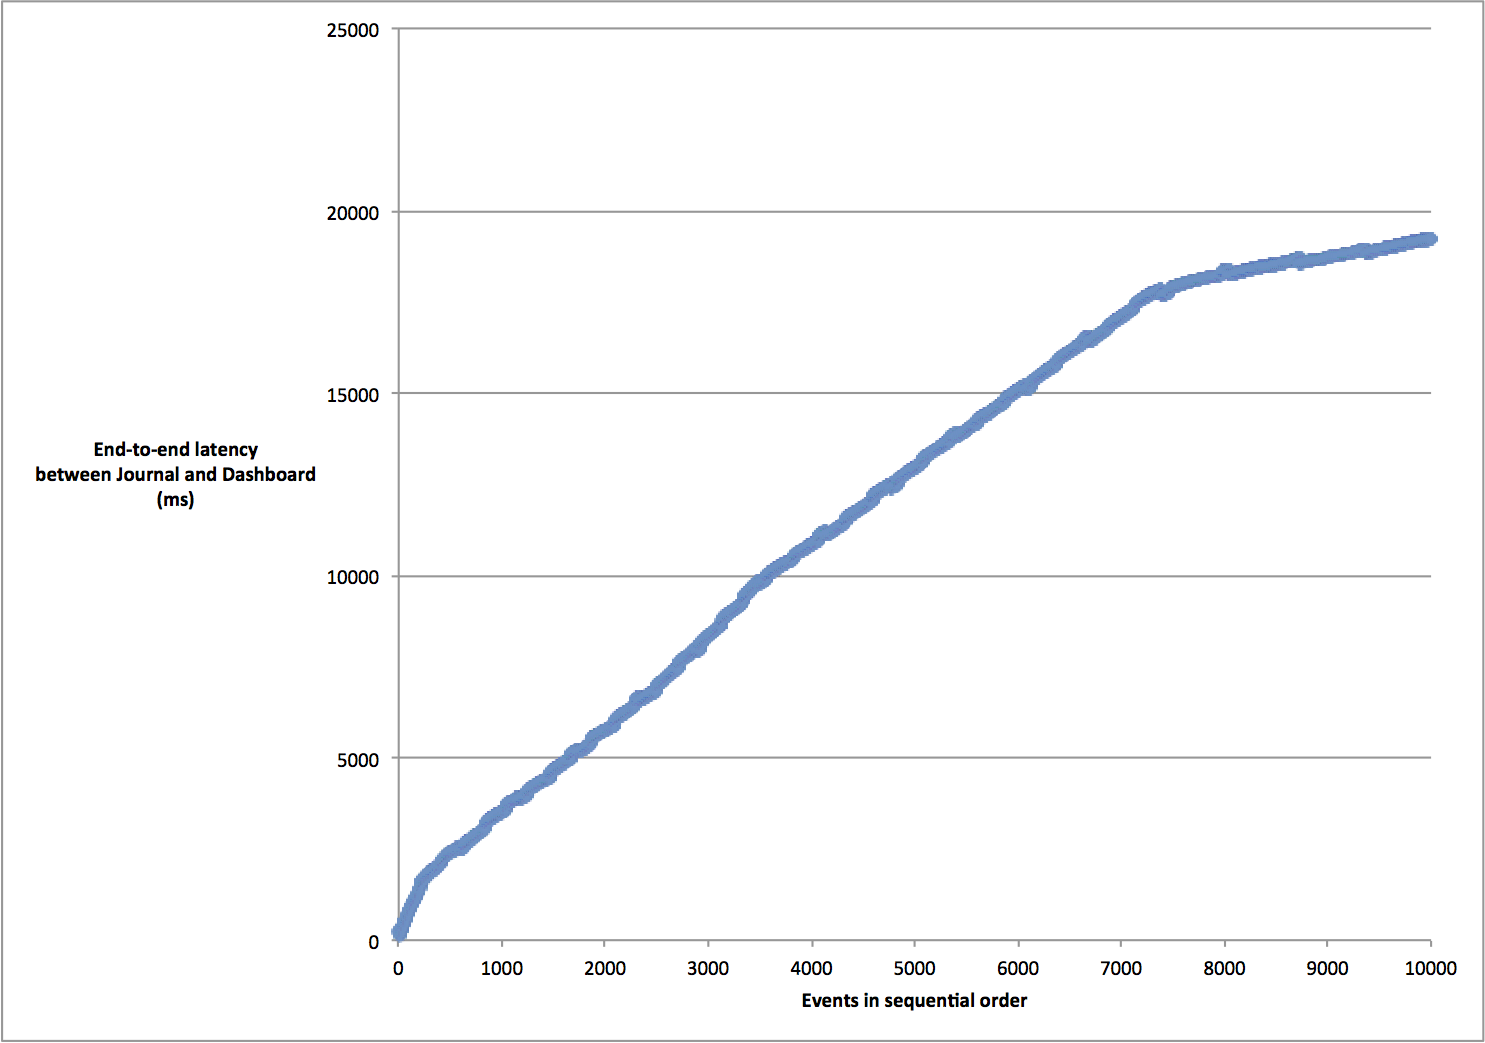 25000
20000
15000
10000
5000
0
End-to-end latency
between Journal and Dashboard
(ms)
0 1000 2000 3000 4000 5000 6000 7000 8000 9000 10000
Events in sequential order